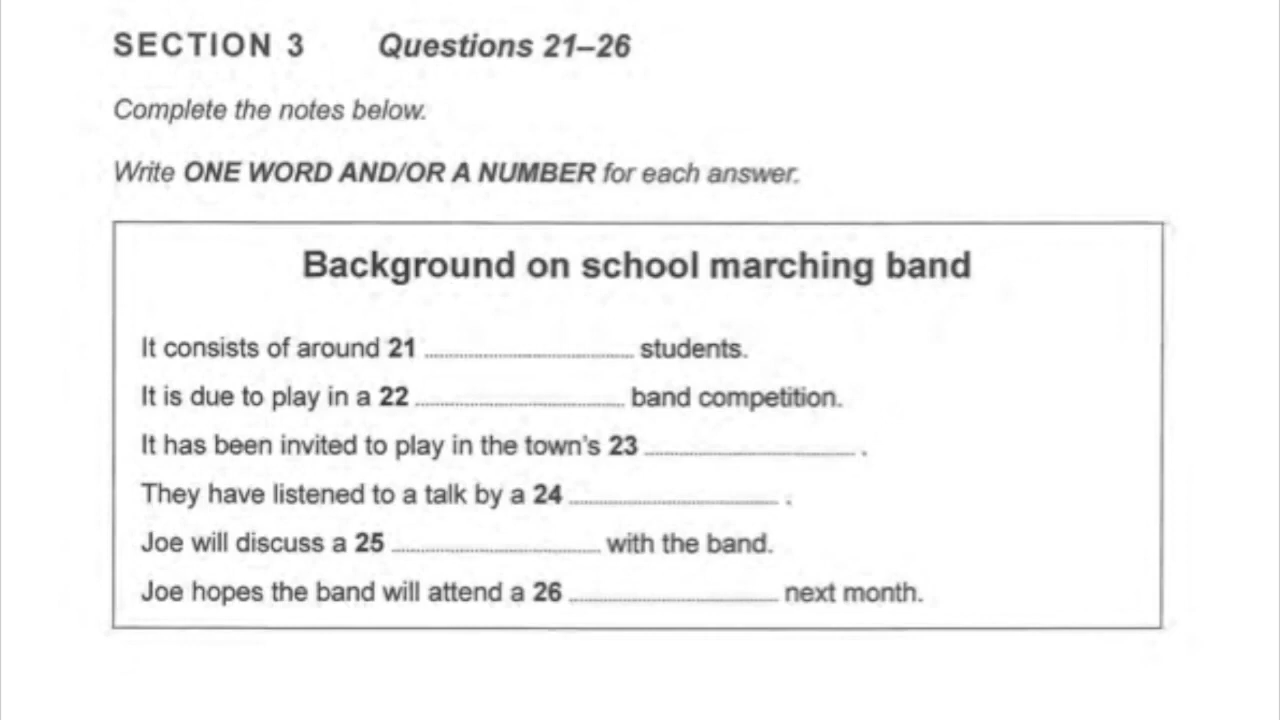 SECTION 3 Questions 21–26
Complete the notes below.
Write ONE WORD AND/OR A NUMBER for each answer.
Background on school marching band
It consists of around 21 ........................................ students.
It is due to play in a 22 ........................................ band competition.
It has been invited to play in the town's 23 ........................................ .
They have listened to a talk by a 24 ........................................ .
Joe will discuss a 25 ........................................ with the band.
Joe hopes the band will attend a 26 ........................................ next month.